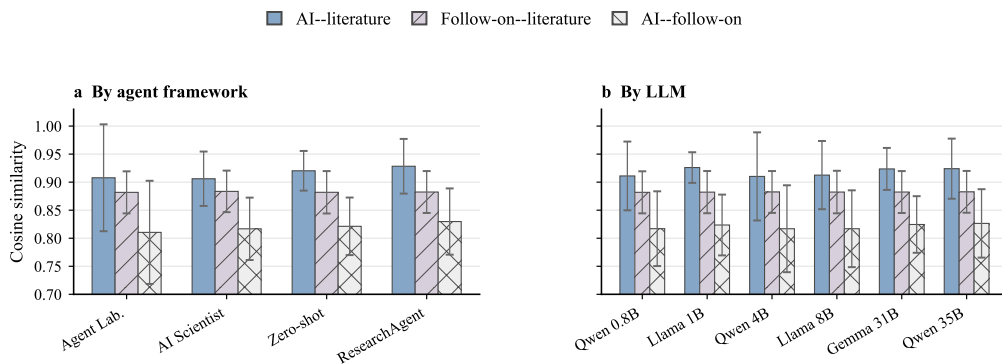 AI--literature
Follow-on--literature
AI--follow-on
a By agent framework
b By LLM
Cosine similarity
1.00
0.95
0.90
0.85
0.80
0.75
0.70
Agent Lab.
AI Scientist
Zero-shot
ResearchAgent
Qwen 0.8B
Llama 1B
Qwen 4B
Llama 8B
Gemma 31B
Qwen 35B